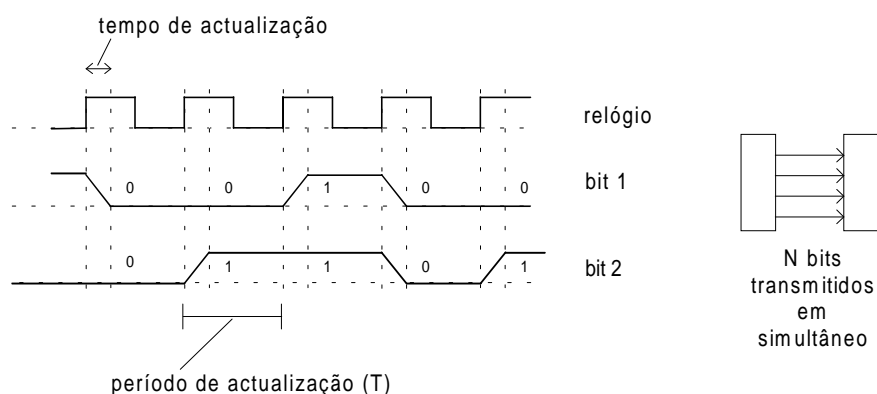 tempo de actualização
relógio
0 0 1 0 0
bit 1
0 1 1 0 1
bit 2
N bits
transmitidos
em
simultâneo
período de actualização (T)